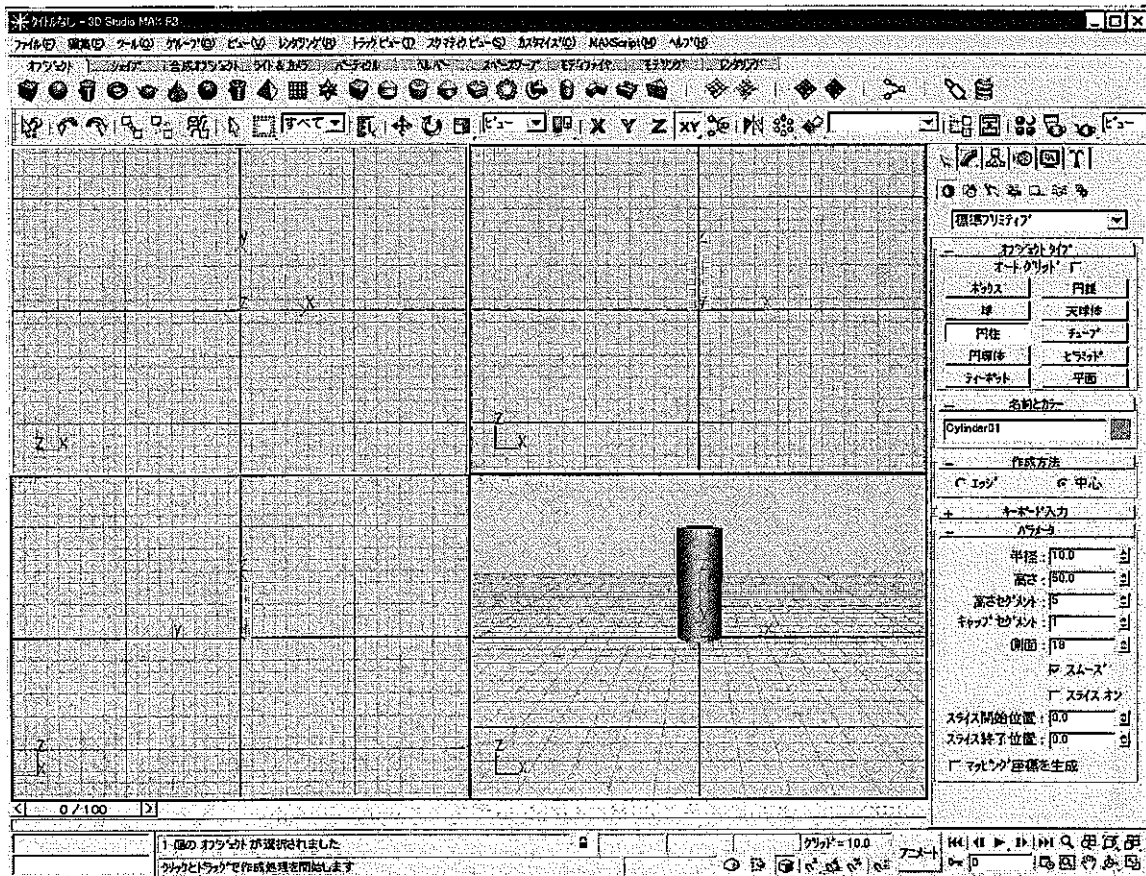 タイトルなし - 3D Studio MAX R3
ファイル(F) 編集(E) ツール(O) グループ(G) ビュー(V) レンダリング(R) トラック ビュー(T) スケマティック ビュー(S) カスタマイズ(C) MAXScript(M) ヘルプ(H)
オブジェクト シェイプ 合成オブジェクト ライト & カメラ パーティクル ヘルパー スペースワープ モディファイヤ モデリング レンダリング
すべて ビュー X Y Z XY ビュー
標準プリミティブ
オブジェクト タイプ
オート グリッド
ボックス 円錐
球 天球体
円柱 チューブ
円環体 ピラミッド
ティーポット 平面
名前とカラー
Cylinder01
作成方法
エッジ 中心
キーボード入力
パラメータ
半径 : 10.0
高さ : 50.0
高さセグメント : 5
キャップ セグメント : 1
側面 : 18
スムーズ
スライス オン
スライス開始位置 : 0.0
スライス終了位置 : 0.0
マッピング座標を生成
0 / 100
1 個の オブジェクト が 選択されました
グリッド = 10.0
クリックとドラッグで作成処理を開始します
アニメート
0